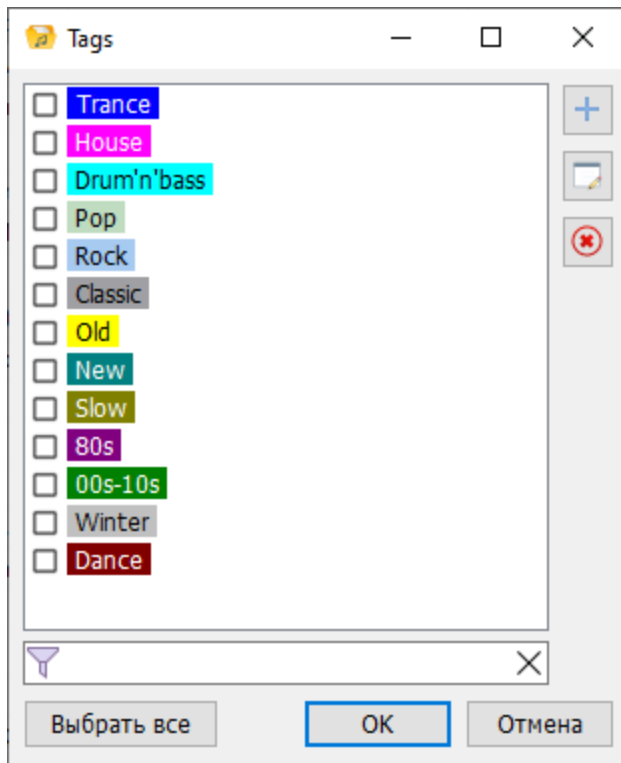 Tags
Trance
House
Drum'n'bass
Pop
Rock
Classic
Old
New
Slow
80s
00s-10s
Winter
Dance
Выбрать все
OK
Отмена